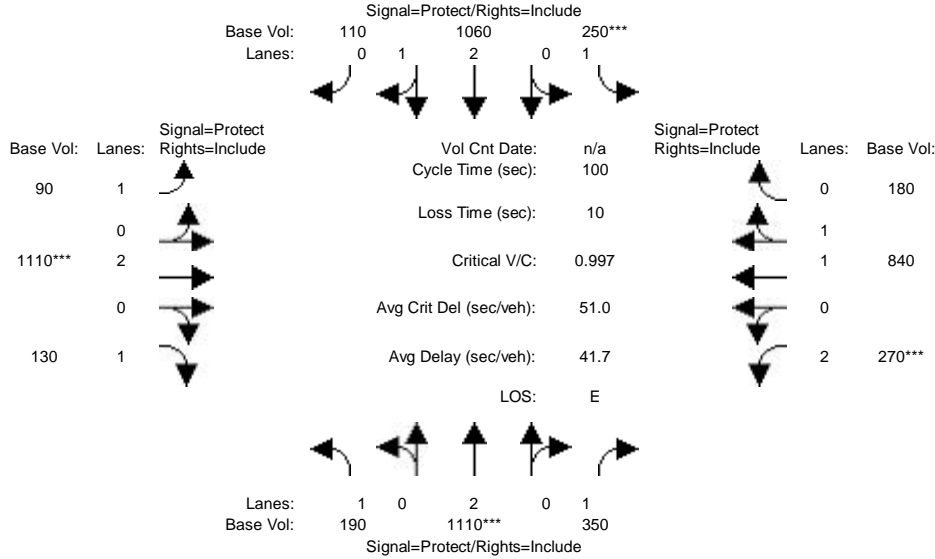 Signal=Protect/Rights=Include
Base Vol: 110 1060 250***
Lanes: 0 1 2 0 1
Signal=Protect
Base Vol: Lanes: Rights=Include
Vol Cnt Date: n/a
Signal=Protect
Rights=Include Lanes: Base Vol:
Cycle Time (sec): 100
90 1
0 180
Loss Time (sec): 10
0
1
1110*** 2
Critical V/C: 0.997
1 840
0
Avg Crit Del (sec/veh): 51.0
0
130 1
Avg Delay (sec/veh): 41.7
2 270***
LOS: E
Lanes: 1 0 2 0 1
Base Vol: 190 1110*** 350
Signal=Protect/Rights=Include